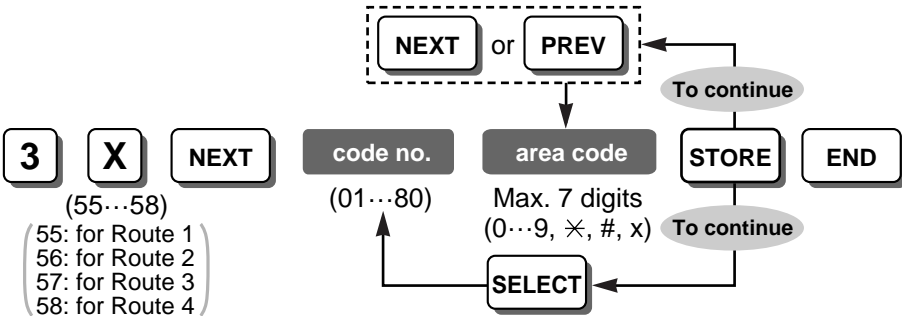 NEXT or PREV
To continue
3 X NEXT code no. area code STORE END
(55···58) (01···80) Max. 7 digits
55: for Route 1 (0···9, ✳, #, x) To continue
56: for Route 2
57: for Route 3 SELECT
58: for Route 4